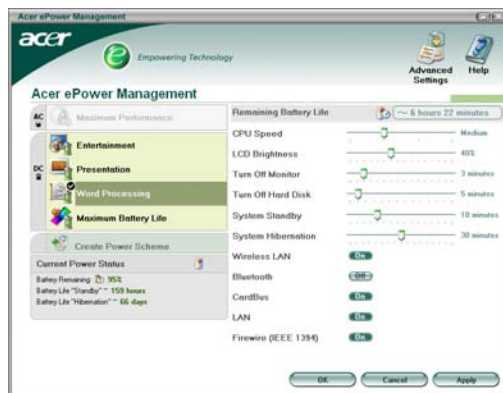 Acer ePower Management
acer
e Empowering Technology
Advanced Settings
Help
Acer ePower Management
AC
Maximum Performance
DC
Entertainment
Presentation
Word Processing
Maximum Battery Life
Create Power Scheme
Current Power Status
Battery Remaining 95%
Battery Life "Standby" ~ 159 hours
Battery Life "Hibernation" ~ 66 days
Remaining Battery Life ~ 6 hours 22 minutes
CPU Speed Medium
LCD Brightness 40%
Turn Off Monitor 3 minutes
Turn Off Hard Disk 5 minutes
System Standby 10 minutes
System Hibernation 30 minutes
Wireless LAN On
Bluetooth Off
CardBus On
LAN On
Firewire (IEEE 1394) On
OK Cancel Apply